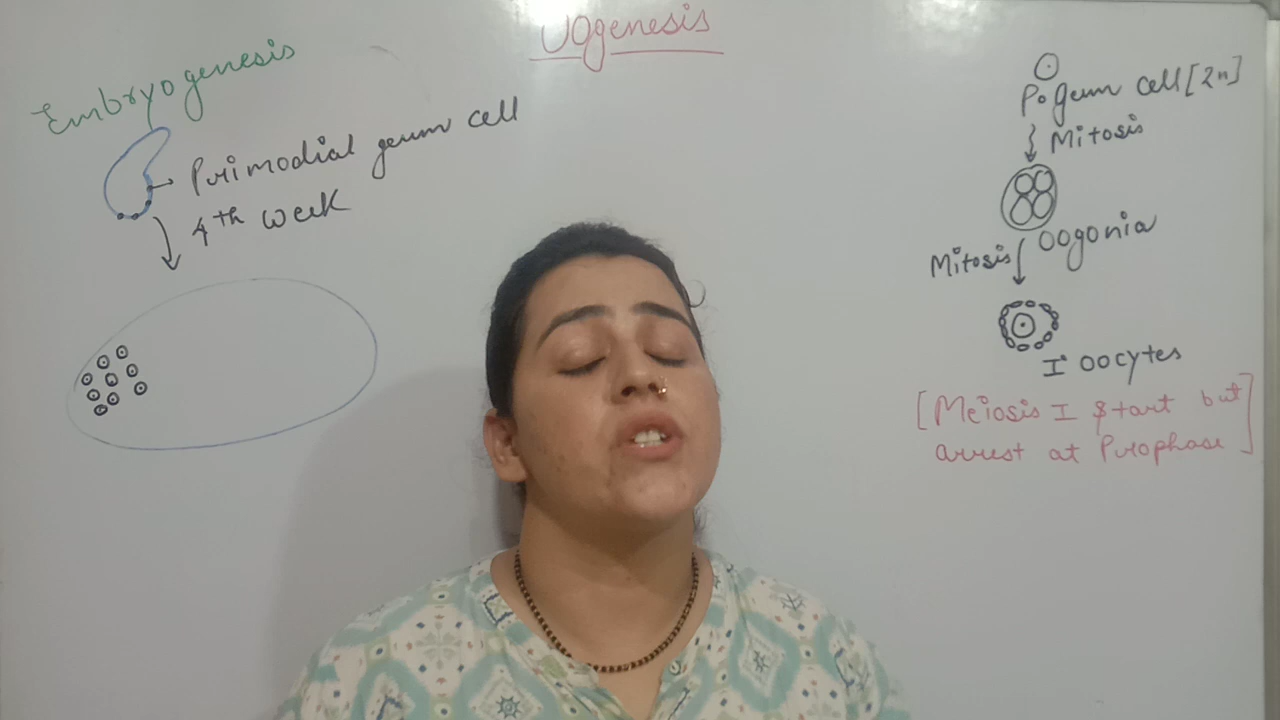 OOgenesis
Embryogenesis
Primodial germ cell
4th week
P. Germ cell [2n]
Mitosis
Oogonia
Mitosis
I° oocytes
[Meiosis I start but
arrest at Prophase]